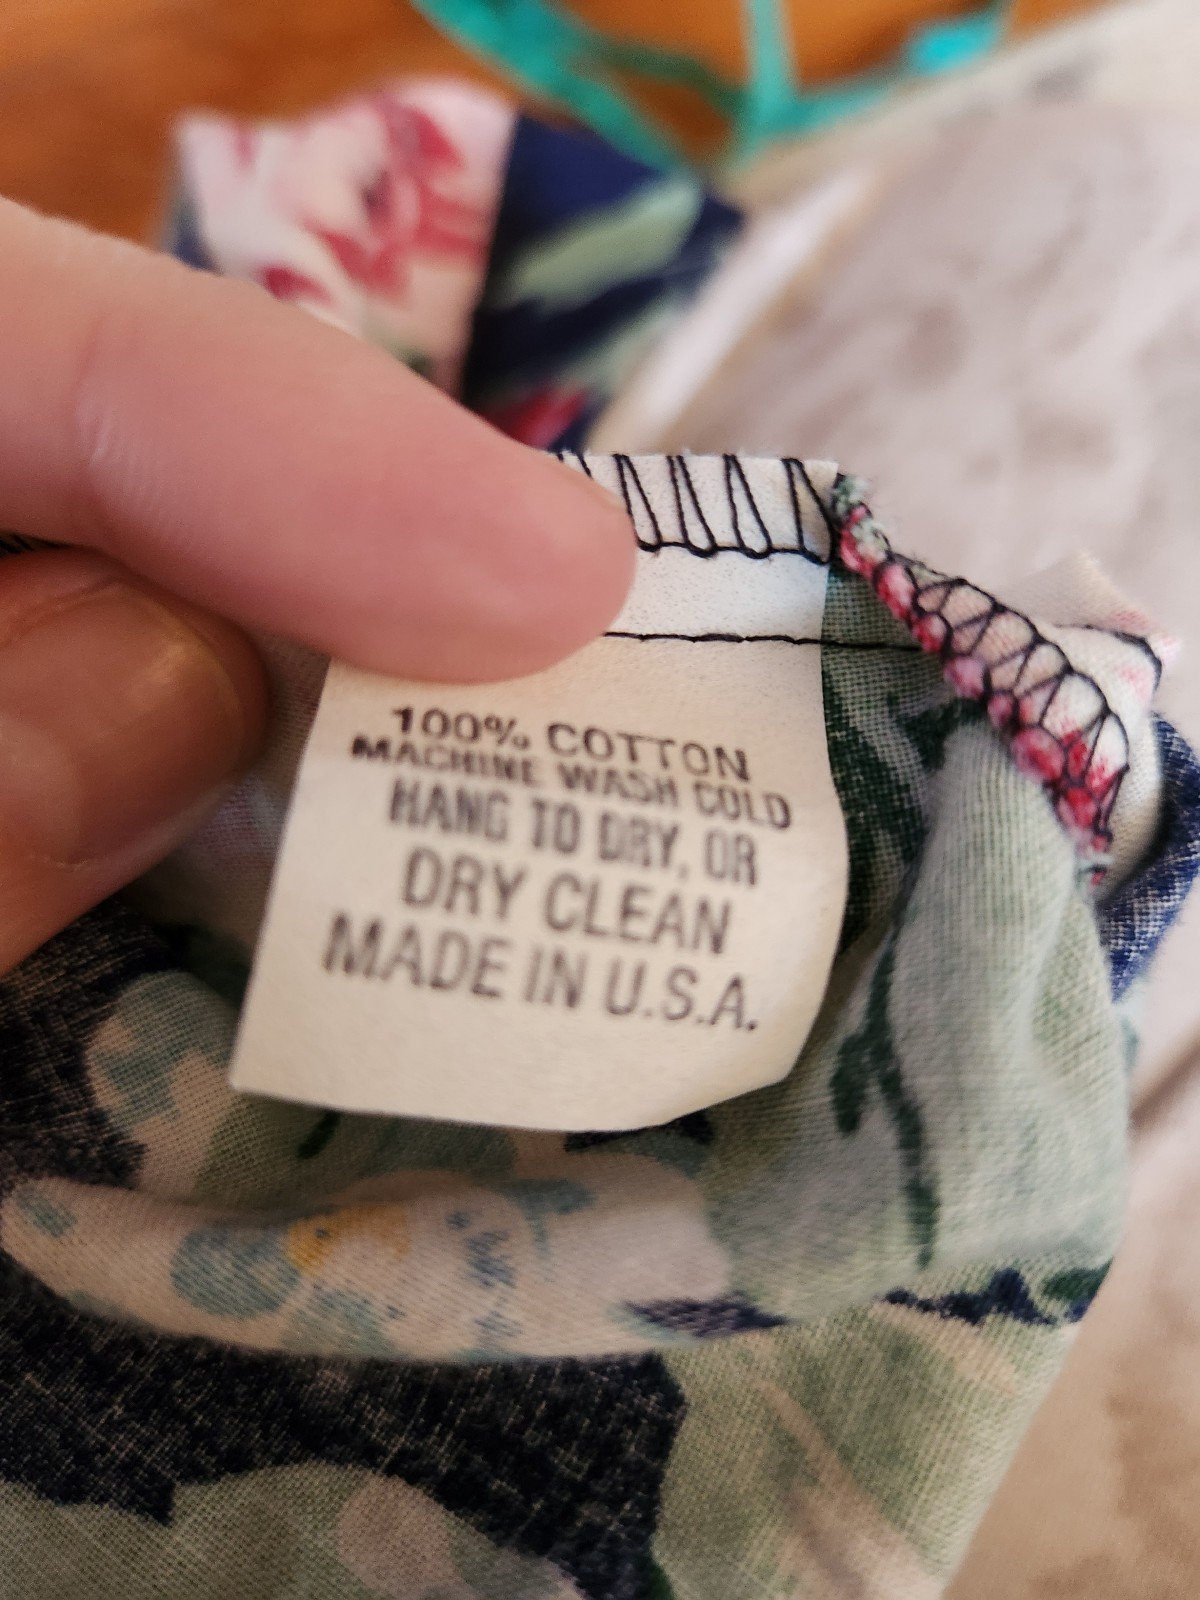 100% COTTON
MACHINE WASH COLD
HANG TO DRY, OR
DRY CLEAN
MADE IN U.S.A.